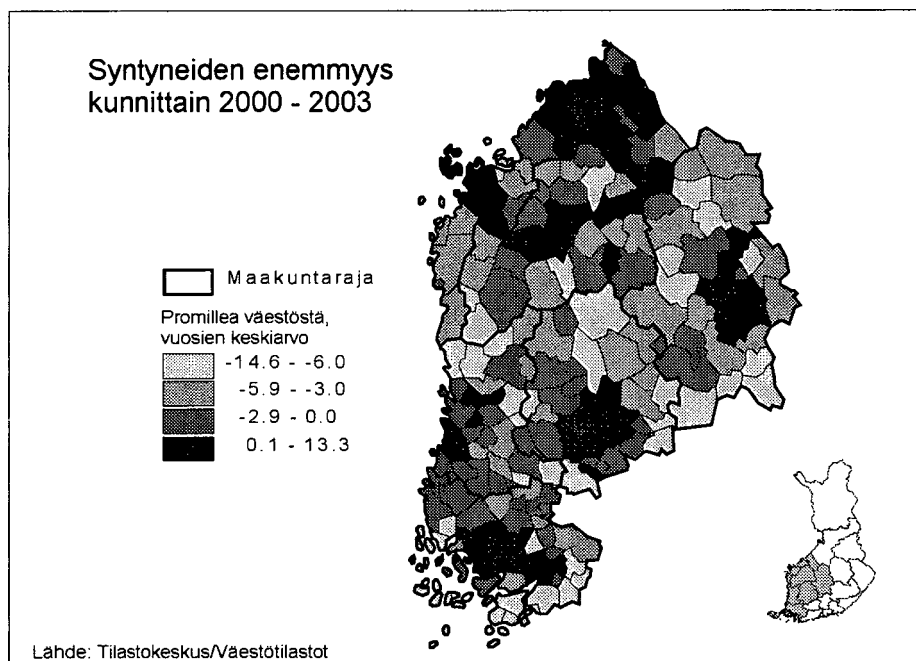 Syntyneiden enemmyys
kunnittain 2000 - 2003
Maakuntaraja
Promillea väestöstä,
vuosien keskiarvo
-14.6 - -6.0
-5.9 - -3.0
-2.9 - 0.0
0.1 - 13.3
Lähde: Tilastokeskus/Väestötilastot